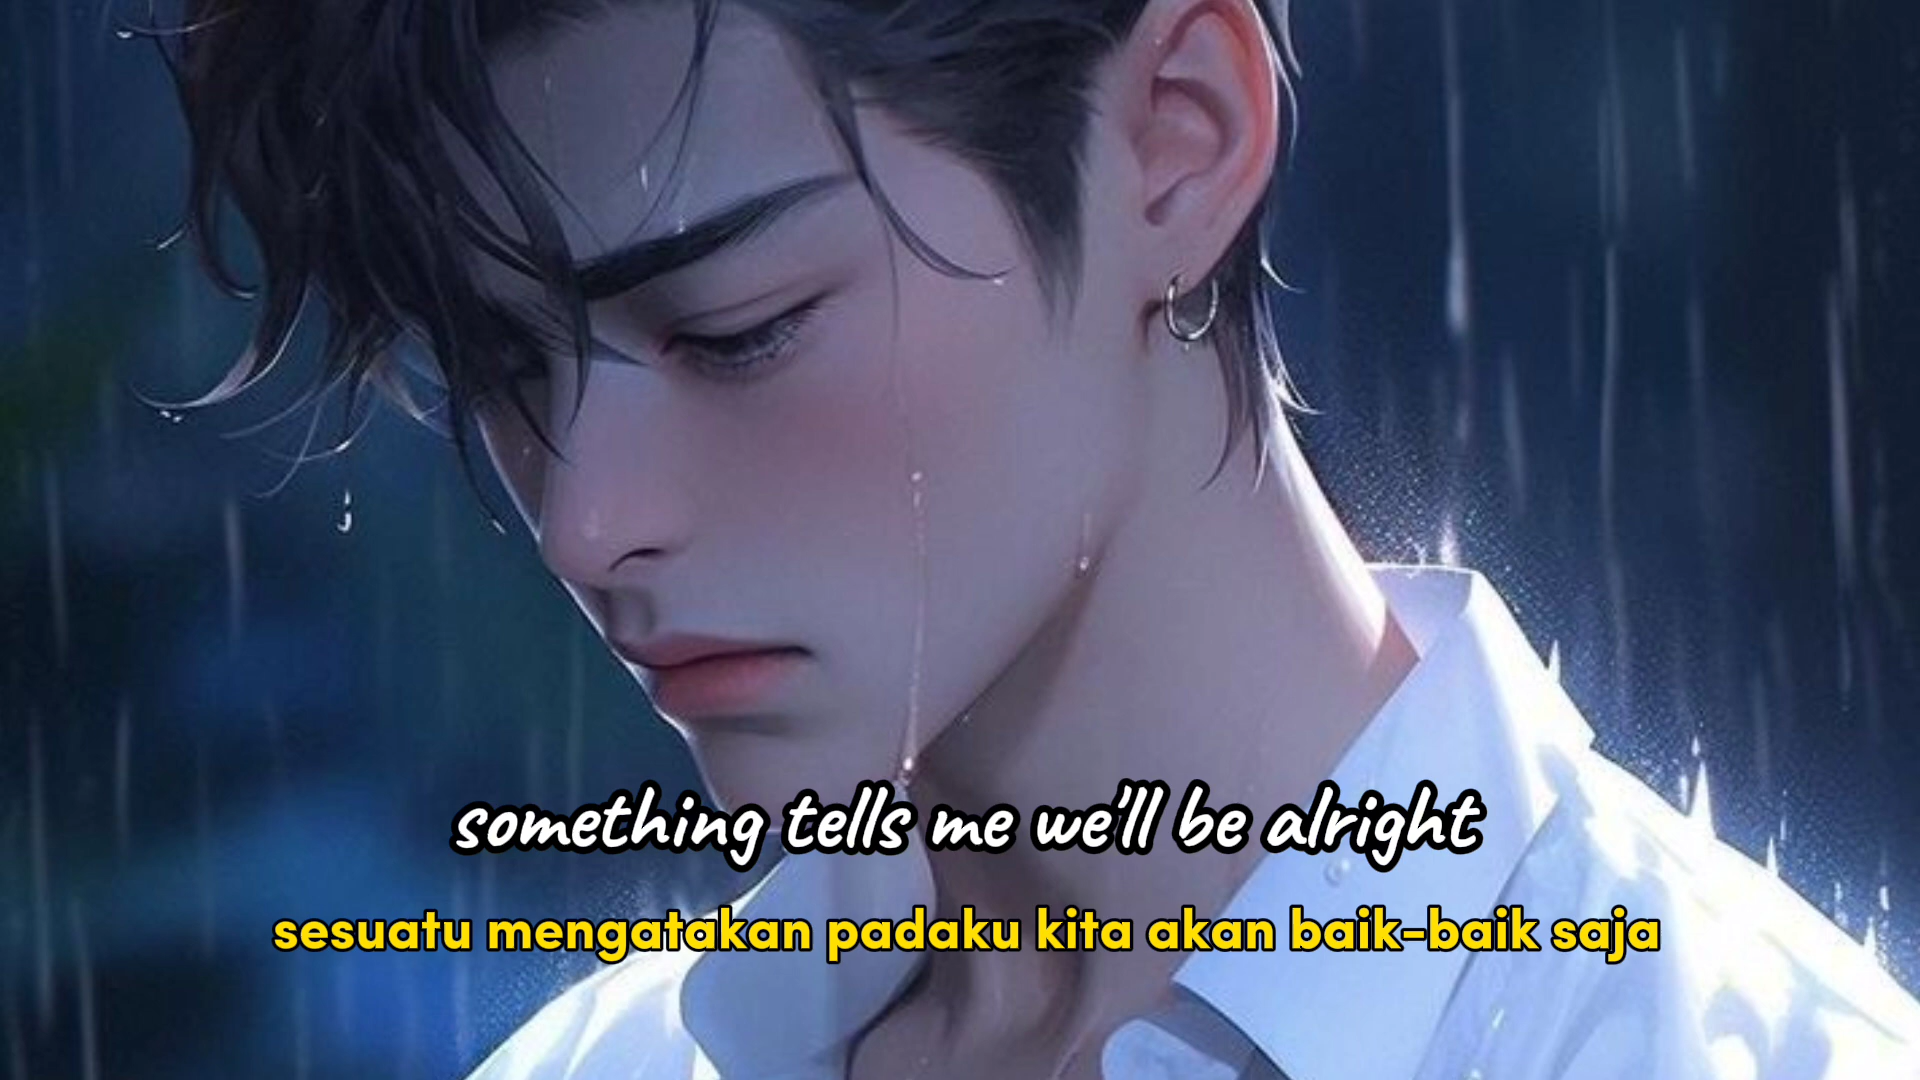 something tells me we'll be alright
sesuatu mengatakan padaku kita akan baik-baik saja